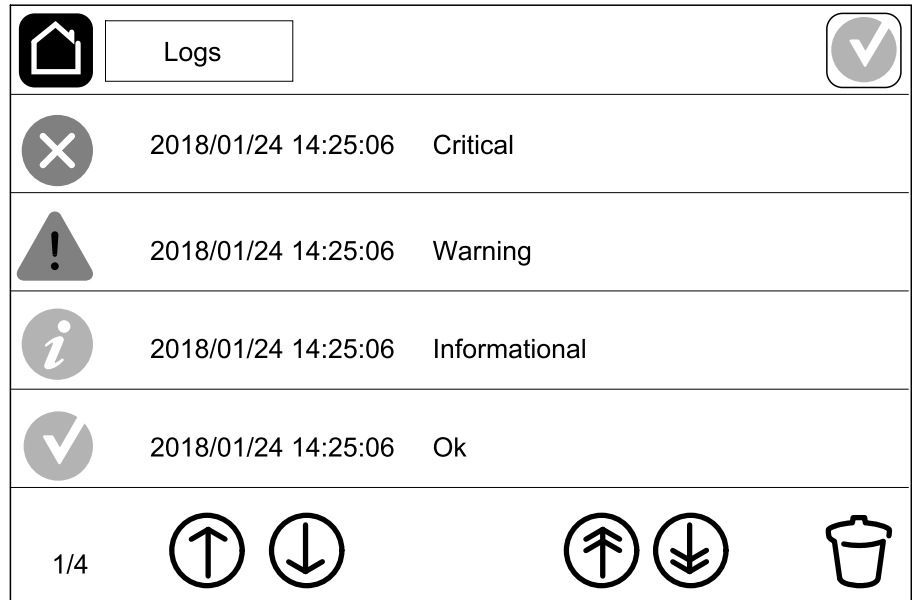 Logs
2018/01/24 14:25:06 Critical
2018/01/24 14:25:06 Warning
2018/01/24 14:25:06 Informational
2018/01/24 14:25:06 Ok
1/4